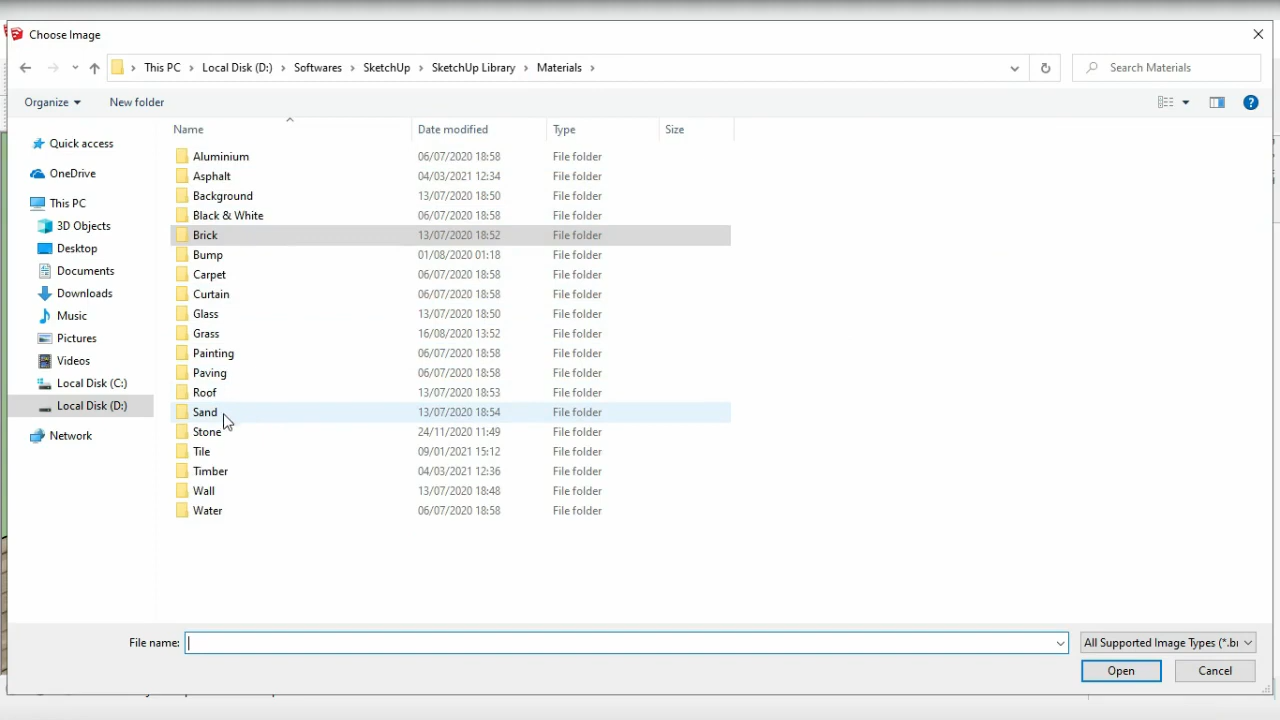 Choose Image
This PC > Local Disk (D:) > Softwares > SketchUp > SketchUp Library > Materials >
Search Materials
Organize
New folder
Name
Date modified
Type
Size
Quick access
OneDrive
This PC
3D Objects
Desktop
Documents
Downloads
Music
Pictures
Videos
Local Disk (C:)
Local Disk (D:)
Network
Aluminium 06/07/2020 18:58 File folder
Asphalt 04/03/2021 12:34 File folder
Background 13/07/2020 18:50 File folder
Black & White 06/07/2020 18:58 File folder
Brick 13/07/2020 18:52 File folder
Bump 01/08/2020 01:18 File folder
Carpet 06/07/2020 18:58 File folder
Curtain 06/07/2020 18:58 File folder
Glass 13/07/2020 18:50 File folder
Grass 16/08/2020 13:52 File folder
Painting 06/07/2020 18:58 File folder
Paving 06/07/2020 18:58 File folder
Roof 13/07/2020 18:53 File folder
Sand 13/07/2020 18:54 File folder
Stone 24/11/2020 11:49 File folder
Tile 09/01/2021 15:12 File folder
Timber 04/03/2021 12:36 File folder
Wall 13/07/2020 18:48 File folder
Water 06/07/2020 18:58 File folder
File name:
All Supported Image Types (*.b
Open
Cancel